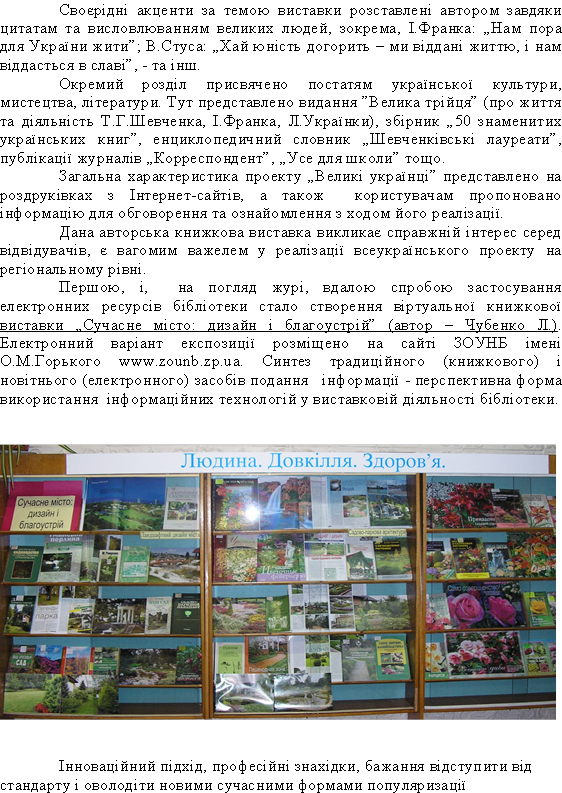 Своєрідні акценти за темою виставки розставлені автором завдяки
цитатам та висловлюванням великих людей, зокрема, І.Франка: „Нам пора
для України жити”; В.Стуса: „Хай юність догорить – ми віддані життю, і нам
віддасться в славі”, - та інш.
Окремий розділ присвячено постатям української культури,
мистецтва, літератури. Тут представлено видання ”Велика трійця” (про життя
та діяльність Т.Г.Шевченка, І.Франка, Л.Українки), збірник „50 знаменитих
українських книг”, енциклопедичний словник „Шевченківські лауреати”,
публікації журналів „Корреспондент”, „Усе для школи” тощо.
Загальна характеристика проекту „Великі українці” представлено на
роздруківках з Інтернет-сайтів, а також користувачам пропоновано
інформацію для обговорення та ознайомлення з ходом його реалізації.
Дана авторська книжкова виставка викликає справжній інтерес серед
відвідувачів, є вагомим важелем у реалізації всеукраїнського проекту на
регіональному рівні.
Першою, і, на погляд журі, вдалою спробою застосування
електронних ресурсів бібліотеки стало створення віртуальної книжкової
виставки „Сучасне місто: дизайн і благоустрій” (автор – Чубенко Л.).
Електронний варіант експозиції розміщено на сайті ЗОУНБ імені
О.М.Горького www.zounb.zp.ua. Синтез традиційного (книжкового) і
новітнього (електронного) засобів подання інформації - перспективна форма
використання інформаційних технологій у виставковій діяльності бібліотеки.
Людина. Довкілля. Здоров’я.
Сучасне місто:
дизайн і
благоустрій
Ландшафтний дизайн міста
Садово-паркова архітектура
Інноваційний підхід, професійні знахідки, бажання відступити від
стандарту і оволодіти новими сучасними формами популяризації